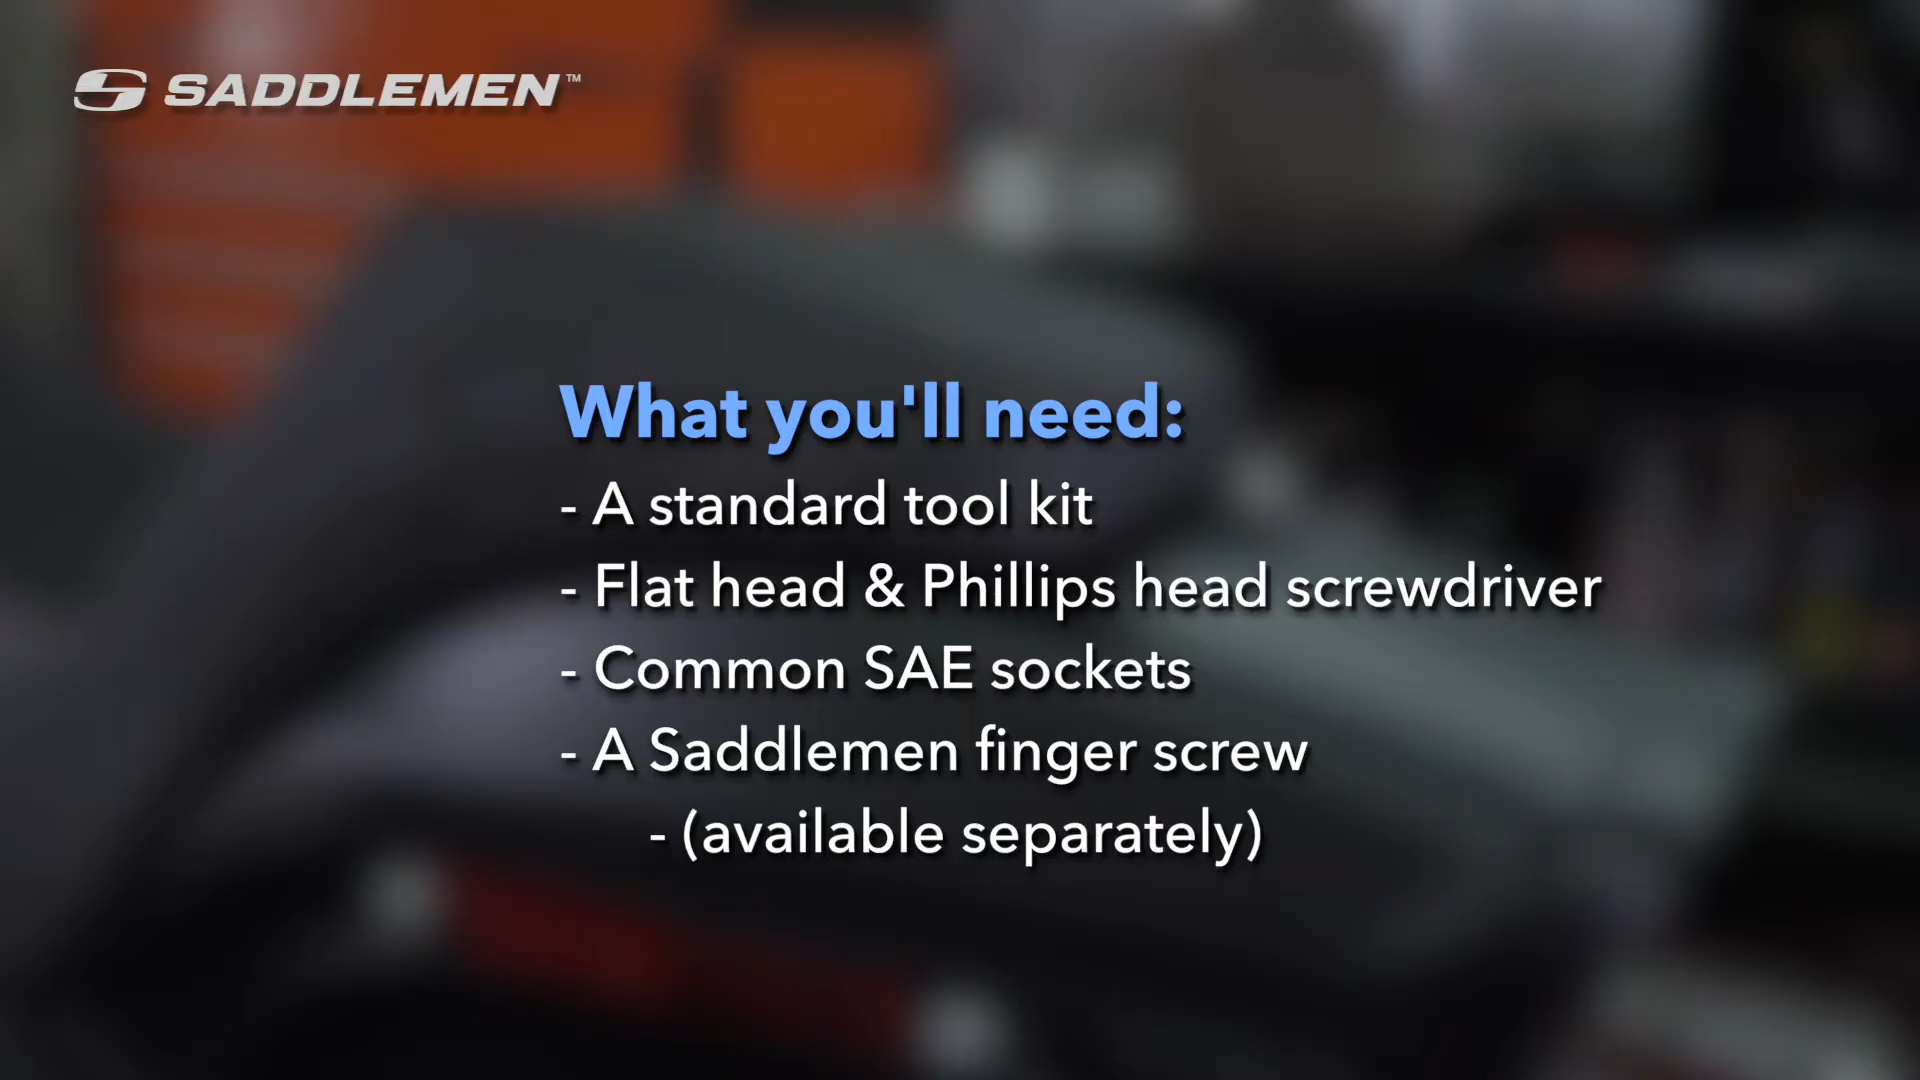 SADDLEMEN™
What you'll need:
- A standard tool kit
- Flat head & Phillips head screwdriver
- Common SAE sockets
- A Saddlemen finger screw
- (available separately)